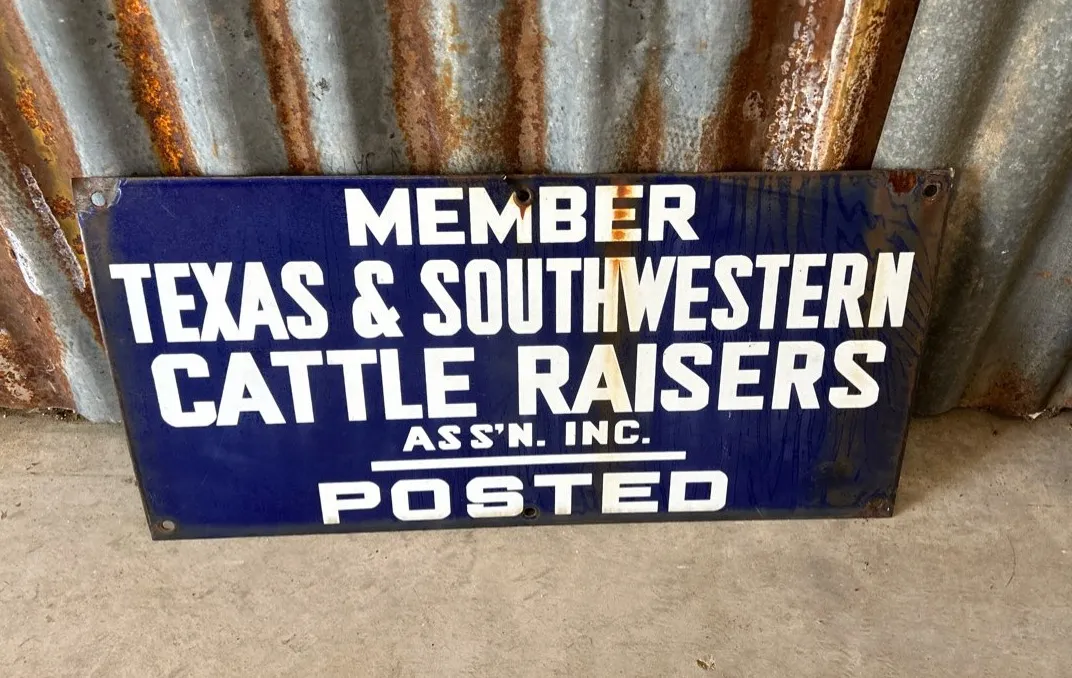 MEMBER
TEXAS & SOUTHWESTERN
CATTLE RAISERS
ASS'N. INC.
POSTED